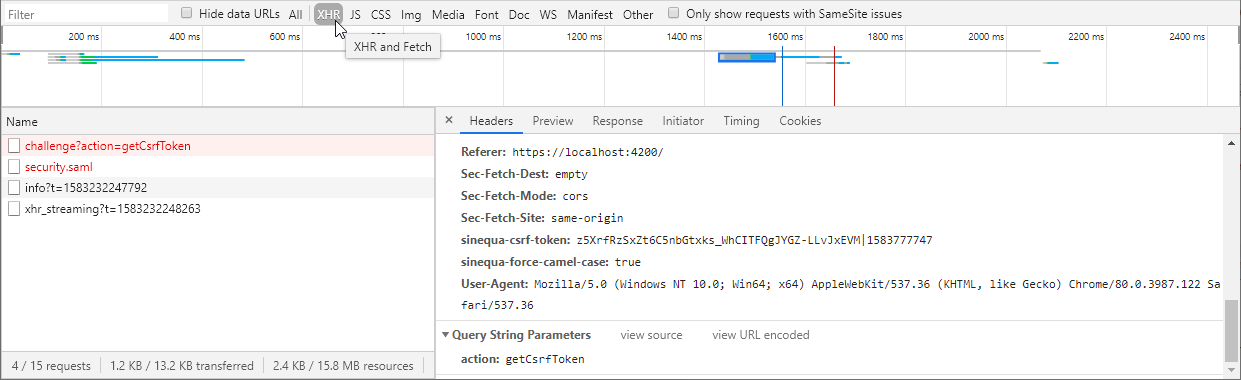 Filter Hide data URLs All XHR JS CSS Img Media Font Doc WS Manifest Other Only show requests with SameSite issues
200 ms 400 ms 1000 ms 1200 ms 1400 ms 1600 ms 1800 ms 2000 ms 2200 ms 2400 ms
XHR and Fetch
Name
challenge?action=getCsrfToken
security.saml
info?t=1583232247792
xhr_streaming?t=1583232248263
4 / 15 requests 1.2 KB / 13.2 KB transferred 2.4 KB / 15.8 MB resources
× Headers Preview Response Initiator Timing Cookies
Referer: https://localhost:4200/
Sec-Fetch-Dest: empty
Sec-Fetch-Mode: cors
Sec-Fetch-Site: same-origin
sinequa-csrf-token: z5XrfRzSxZt6C5nbGtxks_WhCITFQgJYGZ-LLvJxEVM|1583777747
sinequa-force-camel-case: true
User-Agent: Mozilla/5.0 (Windows NT 10.0; Win64; x64) AppleWebKit/537.36 (KHTML, like Gecko) Chrome/80.0.3987.122 Sa
fari/537.36
Query String Parameters view source view URL encoded
action: getCsrfToken